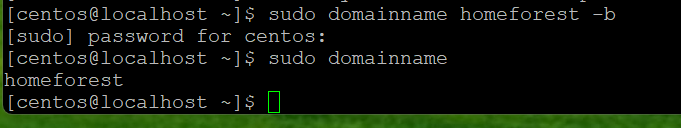 [centos@localhost ~]$ sudo domainname homeforest -b
[sudo] password for centos:
[centos@localhost ~]$ sudo domainname
homeforest
[centos@localhost ~]$